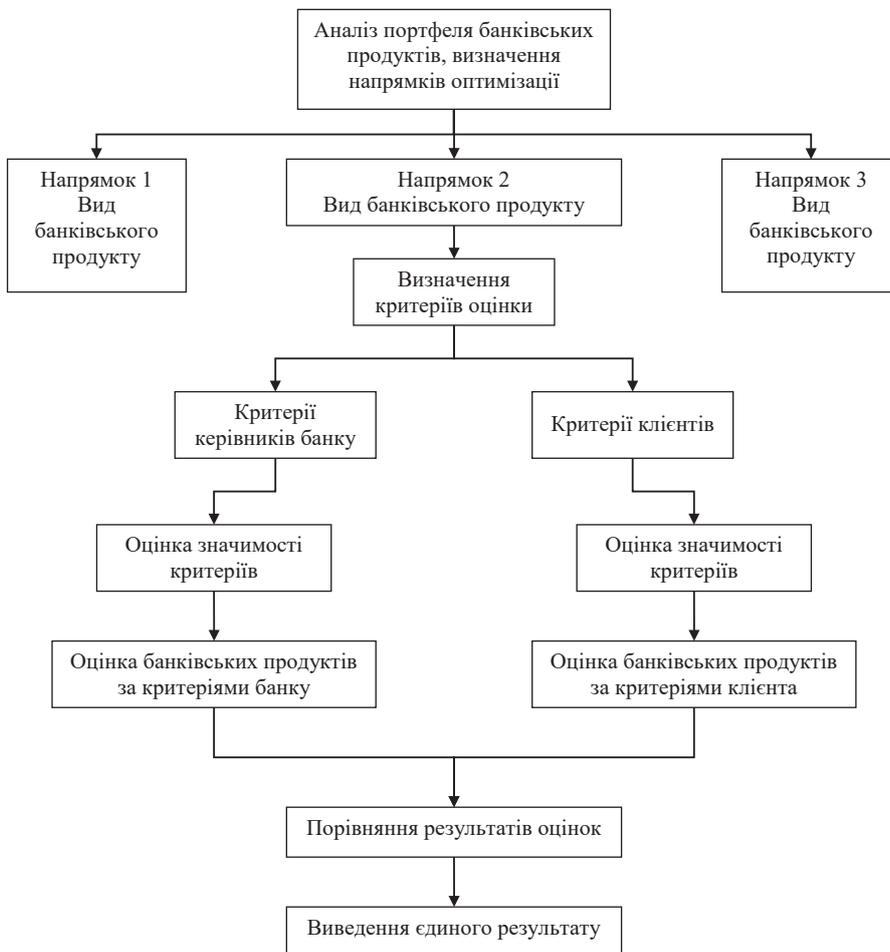 Аналіз портфеля банківських
продуктів, визначення
напрямків оптимізації
Напрямок 1
Вид
банківського
продукту
Напрямок 2
Вид банківського продукту
Напрямок 3
Вид
банківського
продукту
Визначення
критеріїв оцінки
Критерії
керівників банку
Критерії клієнтів
Оцінка значимості
критеріїв
Оцінка значимості
критеріїв
Оцінка банківських продуктів
за критеріями банку
Оцінка банківських продуктів
за критеріями клієнта
Порівняння результатів оцінок
Виведення єдиного результату